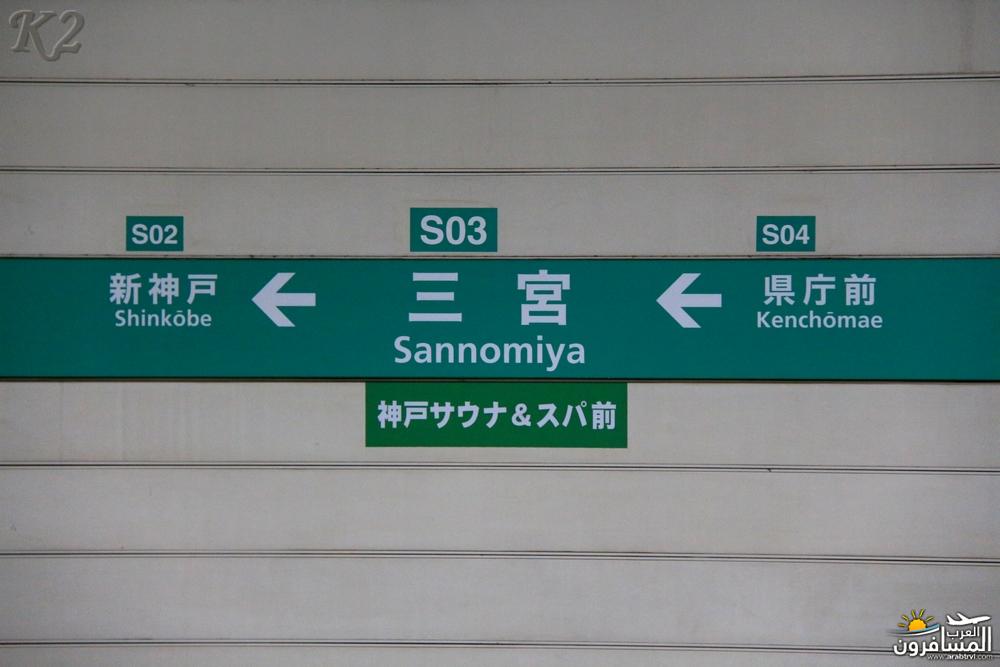 K2
S02
S03
S04
新神戸
三宮
県庁前
Shinkōbe
Sannomiya
Kenchōmae
神戸サウナ&スパ前
العرب
المسافرون
www.arabtrvl.com